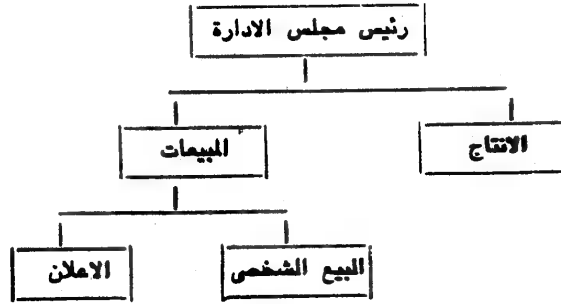 رئيس مجلس الادارة
الانتاج
المبيعات
البيع الشخصى
الاعلان